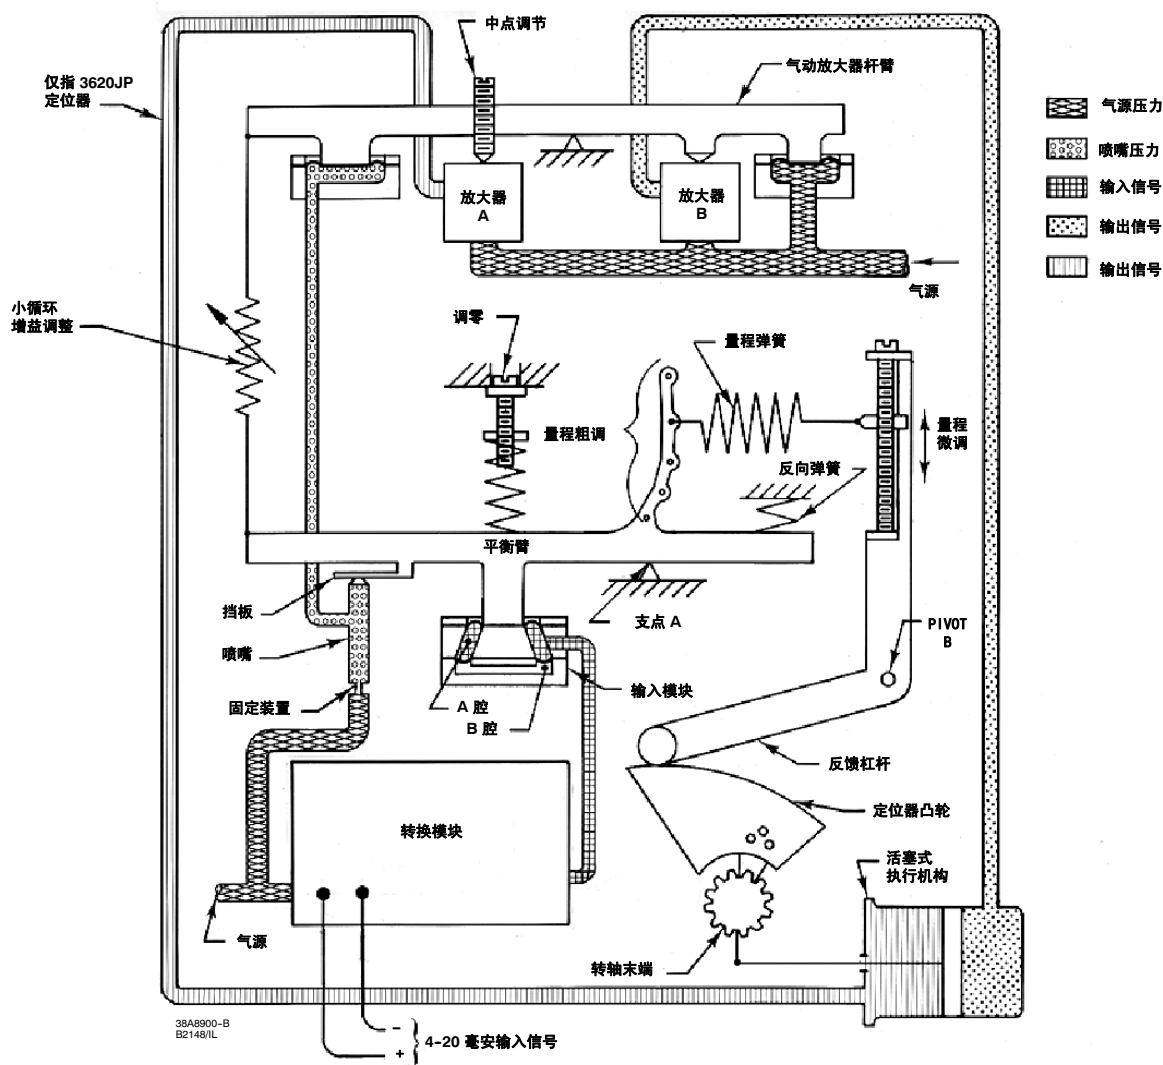 中点调节
仅指 3620JP
定位器
气动放大器杆臂
气源压力
喷嘴压力
输入信号
输出信号
输出信号
放大器
A
放大器
B
气源
小循环
增益调整
调零
量程弹簧
量程粗调
量程
微调
反向弹簧
平衡臂
挡板
支点 A
PIVOT
B
喷嘴
输入模块
固定装置
A 腔
B 腔
反馈杠杆
定位器凸轮
转换模块
活塞式
执行机构
气源
转轴末端
38A8900-B
B2148/IL
−
+
4-20 毫安输入信号